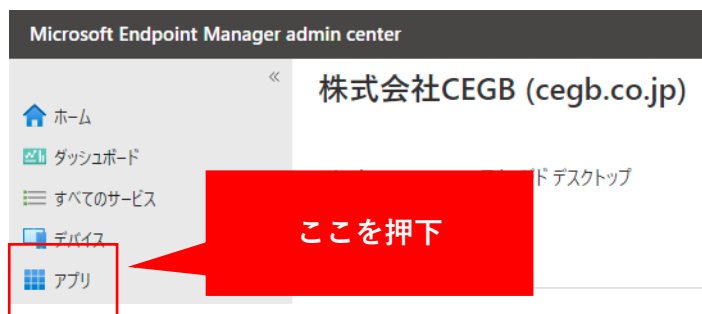 Microsoft Endpoint Manager admin center
«
株式会社CEGB (cegb.co.jp)
ホーム
ダッシュボード
すべてのサービス
デバイス
アプリ
デスクトップ
ここを押下